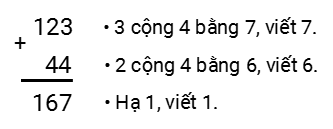 123 • 3 cộng 4 bằng 7, viết 7.
+
44 • 2 cộng 4 bằng 6, viết 6.
167 • Hạ 1, viết 1.